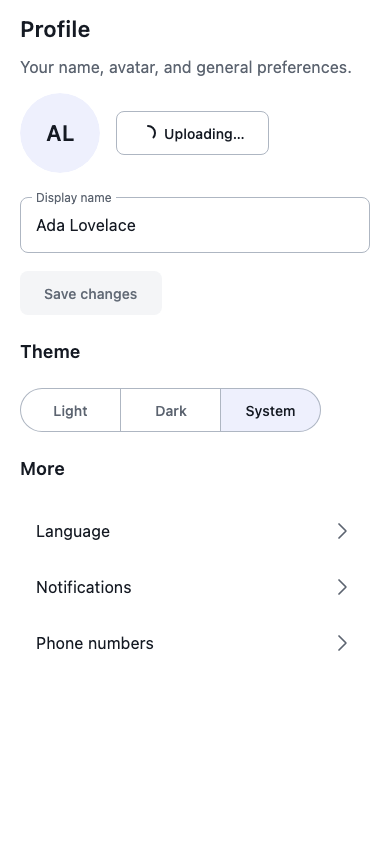 Profile
Your name, avatar, and general preferences.
AL
Uploading...
Display name
Ada Lovelace
Save changes
Theme
Light
Dark
System
More
Language
Notifications
Phone numbers